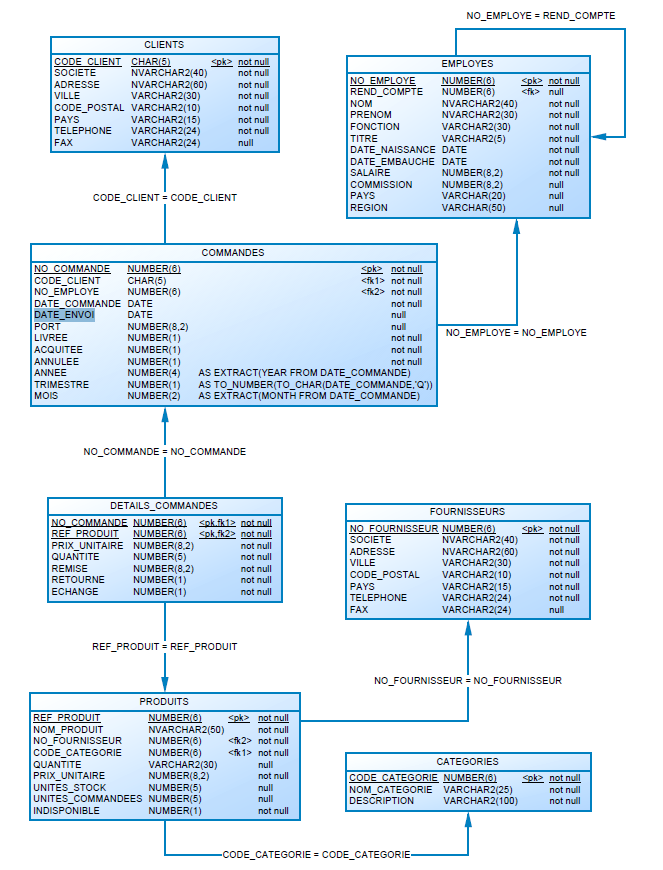 NO_EMPLOYE = REND_COMPTE
CLIENTS
CODE_CLIENT CHAR(5) <pk> not null
SOCIETE NVARCHAR2(40) not null
ADRESSE NVARCHAR2(60) not null
VILLE VARCHAR2(30) not null
CODE_POSTAL VARCHAR2(10) not null
PAYS VARCHAR2(15) not null
TELEPHONE VARCHAR2(24) not null
FAX VARCHAR2(24) null
EMPLOYES
NO_EMPLOYE NUMBER(6) <pk> not null
REND_COMPTE NUMBER(6) <fk> null
NOM NVARCHAR2(40) not null
PRENOM NVARCHAR2(30) not null
FONCTION VARCHAR2(30) not null
TITRE VARCHAR2(5) not null
DATE_NAISSANCE DATE not null
DATE_EMBAUCHE DATE not null
SALAIRE NUMBER(8,2) not null
COMMISSION NUMBER(8,2) null
PAYS VARCHAR2(20) null
REGION VARCHAR(50) null
CODE_CLIENT = CODE_CLIENT
COMMANDES
NO_COMMANDE NUMBER(6) <pk> not null
CODE_CLIENT CHAR(5) <fk1> not null
NO_EMPLOYE NUMBER(6) <fk2> not null
DATE_COMMANDE DATE not null
DATE_ENVOI DATE null
PORT NUMBER(8,2) null
LIVREE NUMBER(1) not null
ACQUITEE NUMBER(1) not null
ANNULEE NUMBER(1) not null
ANNEE NUMBER(4) AS EXTRACT(YEAR FROM DATE_COMMANDE)
TRIMESTRE NUMBER(1) AS TO_NUMBER(TO_CHAR(DATE_COMMANDE,'Q'))
MOIS NUMBER(2) AS EXTRACT(MONTH FROM DATE_COMMANDE)
NO_EMPLOYE = NO_EMPLOYE
NO_COMMANDE = NO_COMMANDE
DETAILS_COMMANDES
NO_COMMANDE NUMBER(6) <pk,fk1> not null
REF_PRODUIT NUMBER(6) <pk,fk2> not null
PRIX_UNITAIRE NUMBER(8,2) not null
QUANTITE NUMBER(5) not null
REMISE NUMBER(8,2) not null
RETOURNE NUMBER(1) not null
ECHANGE NUMBER(1) not null
FOURNISSEURS
NO_FOURNISSEUR NUMBER(6) <pk> not null
SOCIETE NVARCHAR2(40) not null
ADRESSE NVARCHAR2(60) not null
VILLE VARCHAR2(30) not null
CODE_POSTAL VARCHAR2(10) not null
PAYS VARCHAR2(15) not null
TELEPHONE VARCHAR2(24) not null
FAX VARCHAR2(24) null
REF_PRODUIT = REF_PRODUIT
NO_FOURNISSEUR = NO_FOURNISSEUR
PRODUITS
REF_PRODUIT NUMBER(6) <pk> not null
NOM_PRODUIT NVARCHAR2(50) not null
NO_FOURNISSEUR NUMBER(6) <fk2> not null
CODE_CATEGORIE NUMBER(6) <fk1> not null
QUANTITE VARCHAR2(30) null
PRIX_UNITAIRE NUMBER(8,2) not null
UNITES_STOCK NUMBER(5) null
UNITES_COMMANDEES NUMBER(5) null
INDISPONIBLE NUMBER(1) not null
CATEGORIES
CODE_CATEGORIE NUMBER(6) <pk> not null
NOM_CATEGORIE VARCHAR2(25) not null
DESCRIPTION VARCHAR2(100) not null
CODE_CATEGORIE = CODE_CATEGORIE